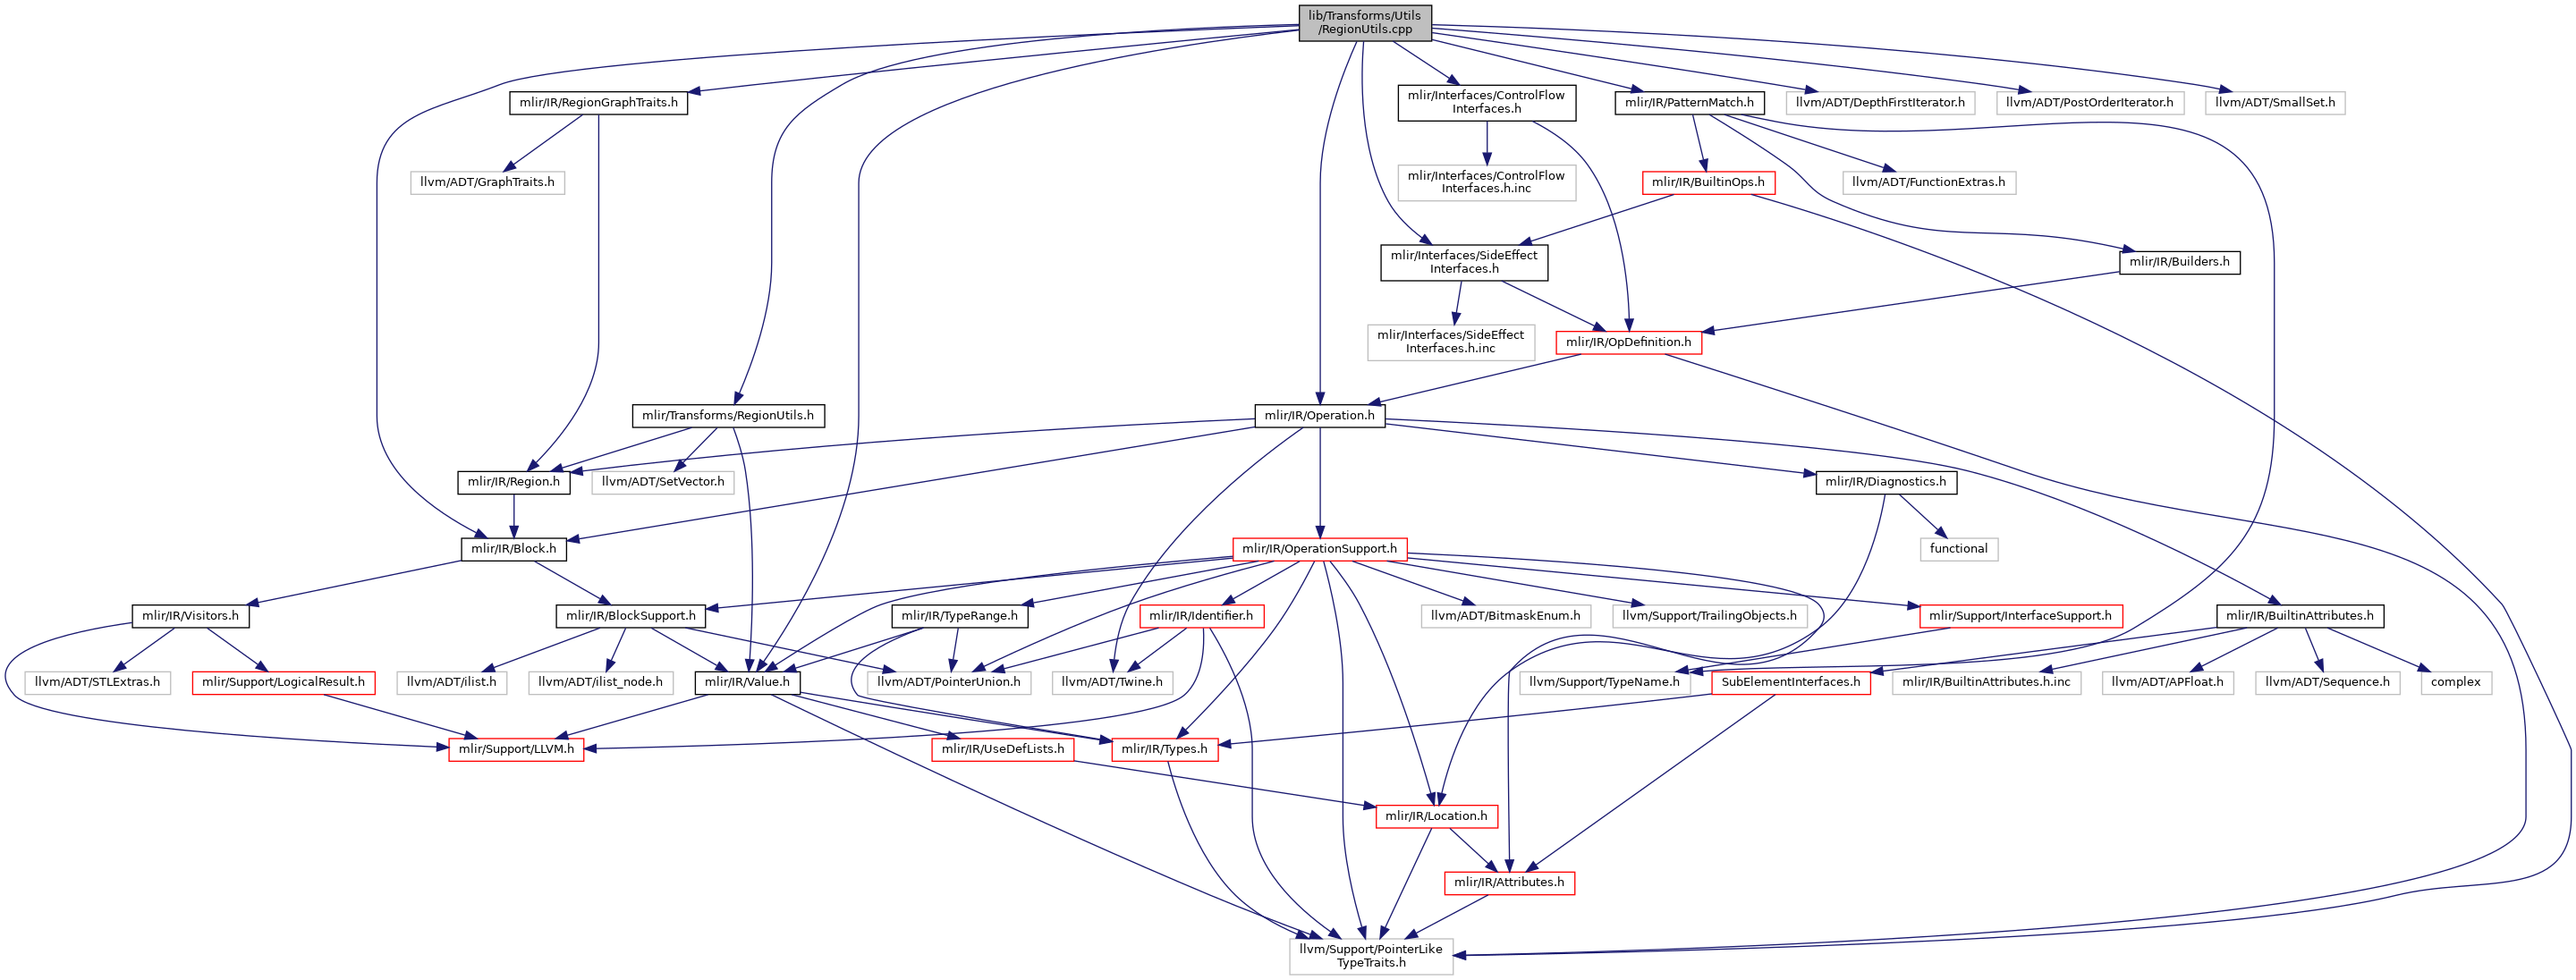 lib/Transforms/Utils
/RegionUtils.cpp
mlir/IR/RegionGraphTraits.h
mlir/Interfaces/ControlFlow
Interfaces.h
mlir/IR/PatternMatch.h
llvm/ADT/DepthFirstIterator.h
llvm/ADT/PostOrderIterator.h
llvm/ADT/SmallSet.h
llvm/ADT/GraphTraits.h
mlir/Interfaces/ControlFlow
Interfaces.h.inc
mlir/IR/BuiltinOps.h
llvm/ADT/FunctionExtras.h
mlir/Interfaces/SideEffect
Interfaces.h
mlir/IR/Builders.h
mlir/Interfaces/SideEffect
Interfaces.h.inc
mlir/IR/OpDefinition.h
mlir/Transforms/RegionUtils.h
mlir/IR/Operation.h
mlir/IR/Region.h
llvm/ADT/SetVector.h
mlir/IR/Diagnostics.h
mlir/IR/Block.h
mlir/IR/OperationSupport.h
functional
mlir/IR/Visitors.h
mlir/IR/BlockSupport.h
mlir/IR/TypeRange.h
mlir/IR/Identifier.h
llvm/ADT/BitmaskEnum.h
llvm/Support/TrailingObjects.h
mlir/Support/InterfaceSupport.h
mlir/IR/BuiltinAttributes.h
llvm/ADT/STLExtras.h
mlir/Support/LogicalResult.h
llvm/ADT/ilist.h
llvm/ADT/ilist_node.h
mlir/IR/Value.h
llvm/ADT/PointerUnion.h
llvm/ADT/Twine.h
llvm/Support/TypeName.h
SubElementInterfaces.h
mlir/IR/BuiltinAttributes.h.inc
llvm/ADT/APFloat.h
llvm/ADT/Sequence.h
complex
mlir/Support/LLVM.h
mlir/IR/UseDefLists.h
mlir/IR/Types.h
mlir/IR/Location.h
mlir/IR/Attributes.h
llvm/Support/PointerLike
TypeTraits.h